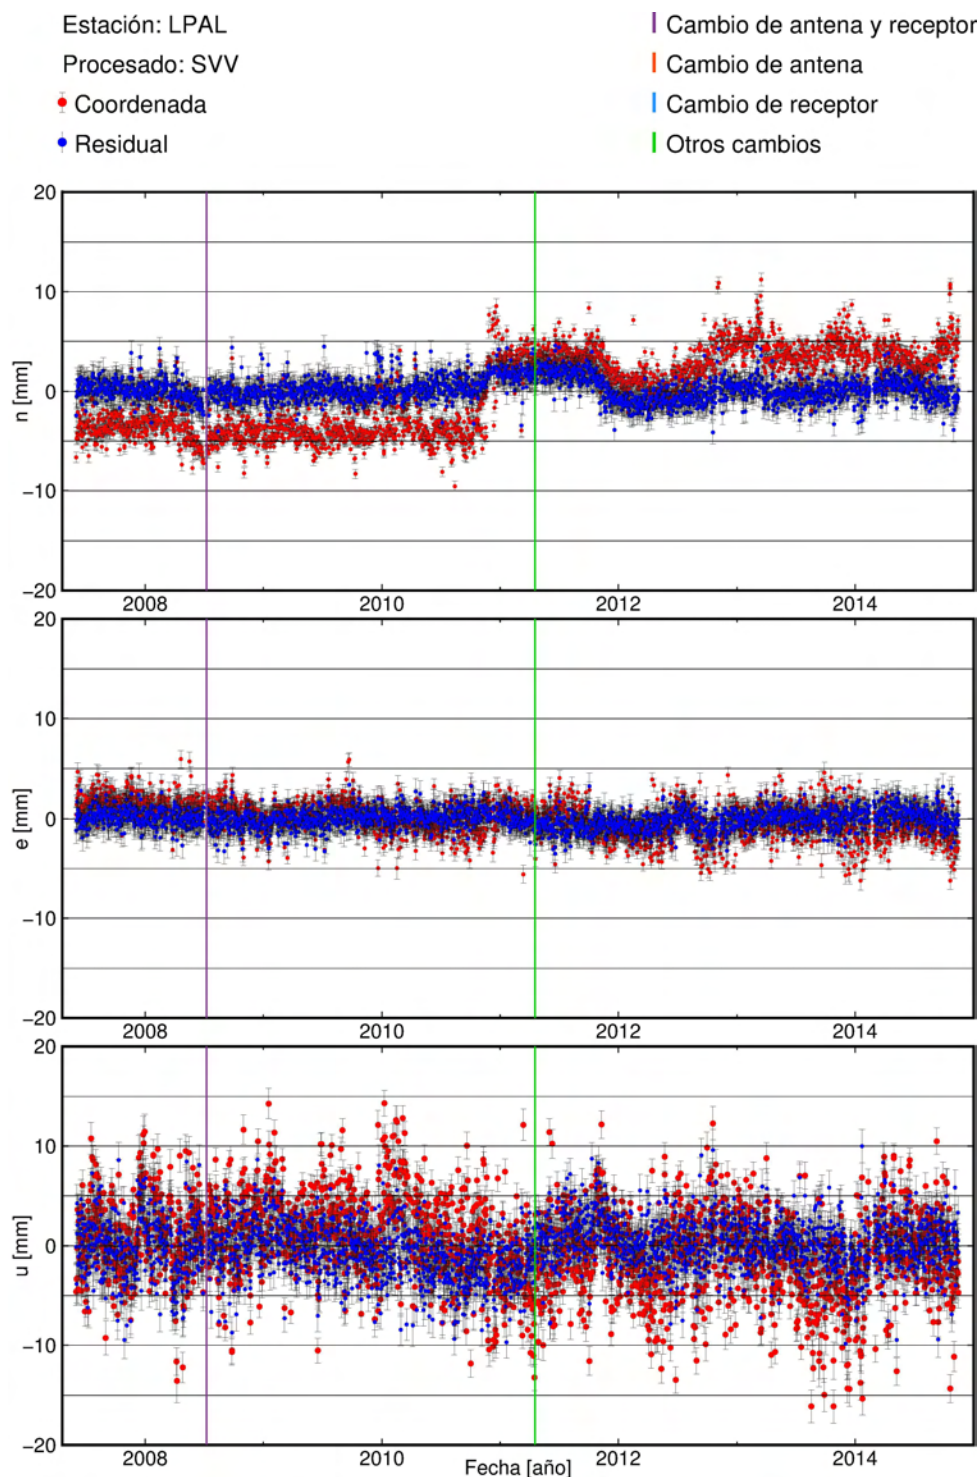 Estación: LPAL
Procesado: SVV
Coordenada
Residual
Cambio de antena y receptor
Cambio de antena
Cambio de receptor
Otros cambios
20
10
0
−10
−20
n [mm]
2008 2010 2012 2014
20
10
0
−10
−20
e [mm]
2008 2010 2012 2014
20
10
0
−10
−20
u [mm]
2008 2010 2012 2014
Fecha [año]